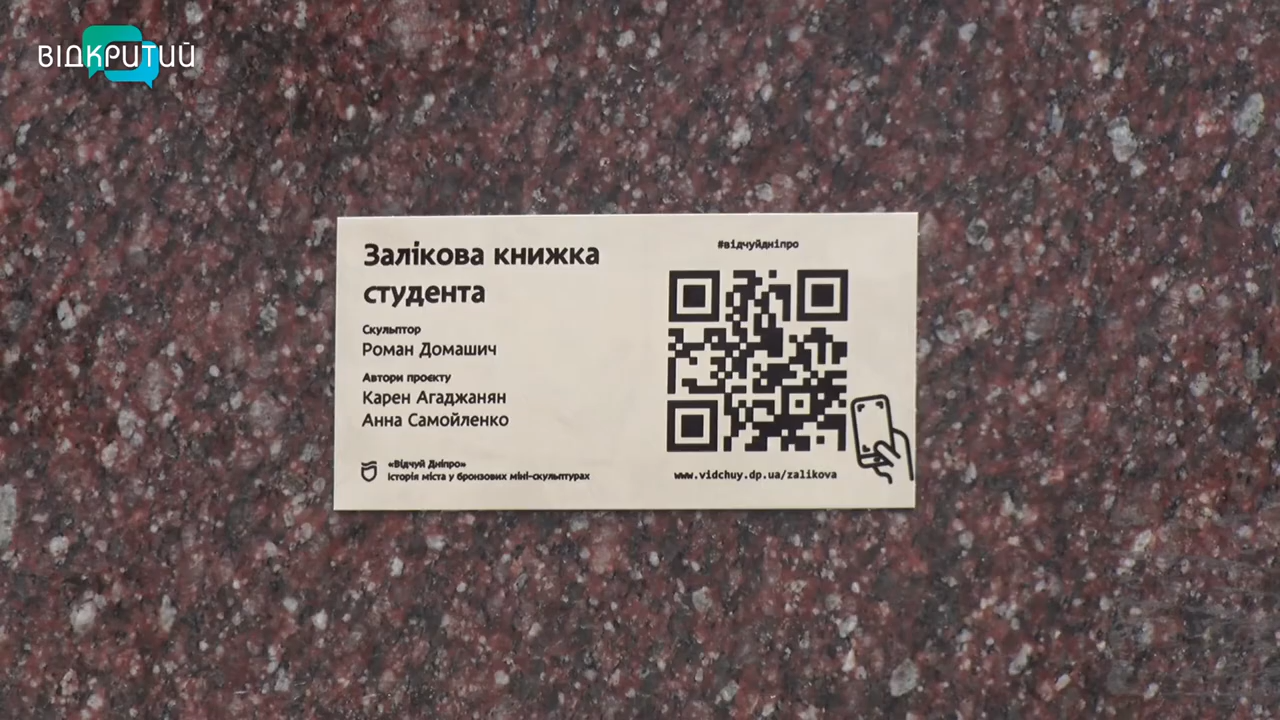 ВІДКРИТИЙ
Залікова книжка
студента
Скульптор
Роман Домашич
Автори проєкту
Карен Агаджанян
Анна Самойленко
«Відчуй Дніпро»
Історія міста у бронзових міні-скульптурах
#відчуйдніпро
www.vidchuy.dp.ua/zalikova